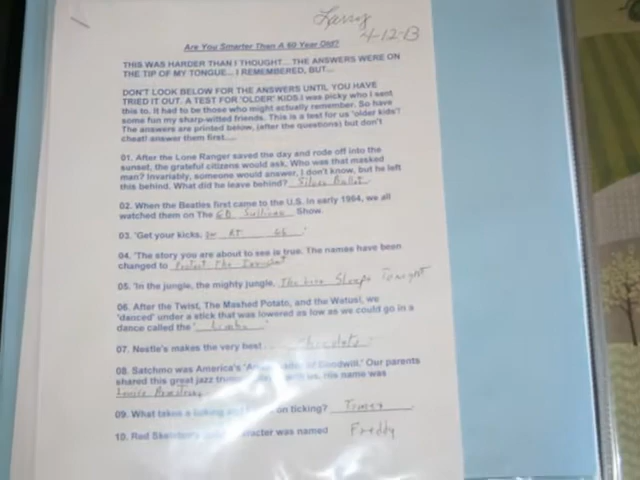 Larry
4-12-13
Are You Smarter Than A 60 Year Old?
THIS WAS HARDER THAN I THOUGHT... THE ANSWERS WERE ON
THE TIP OF MY TONGUE... I REMEMBERED, BUT...
DON'T LOOK BELOW FOR THE ANSWERS UNTIL YOU HAVE
TRIED IT OUT. A TEST FOR 'OLDER' KIDS I was picky who I sent
this to. It had to be those who might actually remember. So have
some fun my sharp-witted friends. This is a test for us 'older kids'!
The answers are printed below, (after the questions) but don't
cheat! answer them first....
01. After the Lone Ranger saved the day and rode off into the
sunset, the grateful citizens would ask, Who was that masked
man? Invariably, someone would answer, I don't know, but he left
this behind. What did he leave behind? Silver Bullet
02. When the Beatles first came to the U.S. in early 1964, we all
watched them on The Ed Sullivan Show.
03. 'Get your kicks, on RT 66.'
04. 'The story you are about to see is true. The names have been
changed to Protect The Innocent
05. 'In the jungle, the mighty jungle, The Lion Sleeps Tonight
06. After the Twist, The Mashed Potato, and the Watusi, we
'danced' under a stick that was lowered as low as we could go in a
dance called the 'Limbo'
07. Nestle's makes the very best Chocolate.
08. Satchmo was America's of Goodwill.' Our parents
shared this great jazz with us. His name was
Armstrong
09. What takes a licking and on ticking? Timex
10. Red character was named Freddy